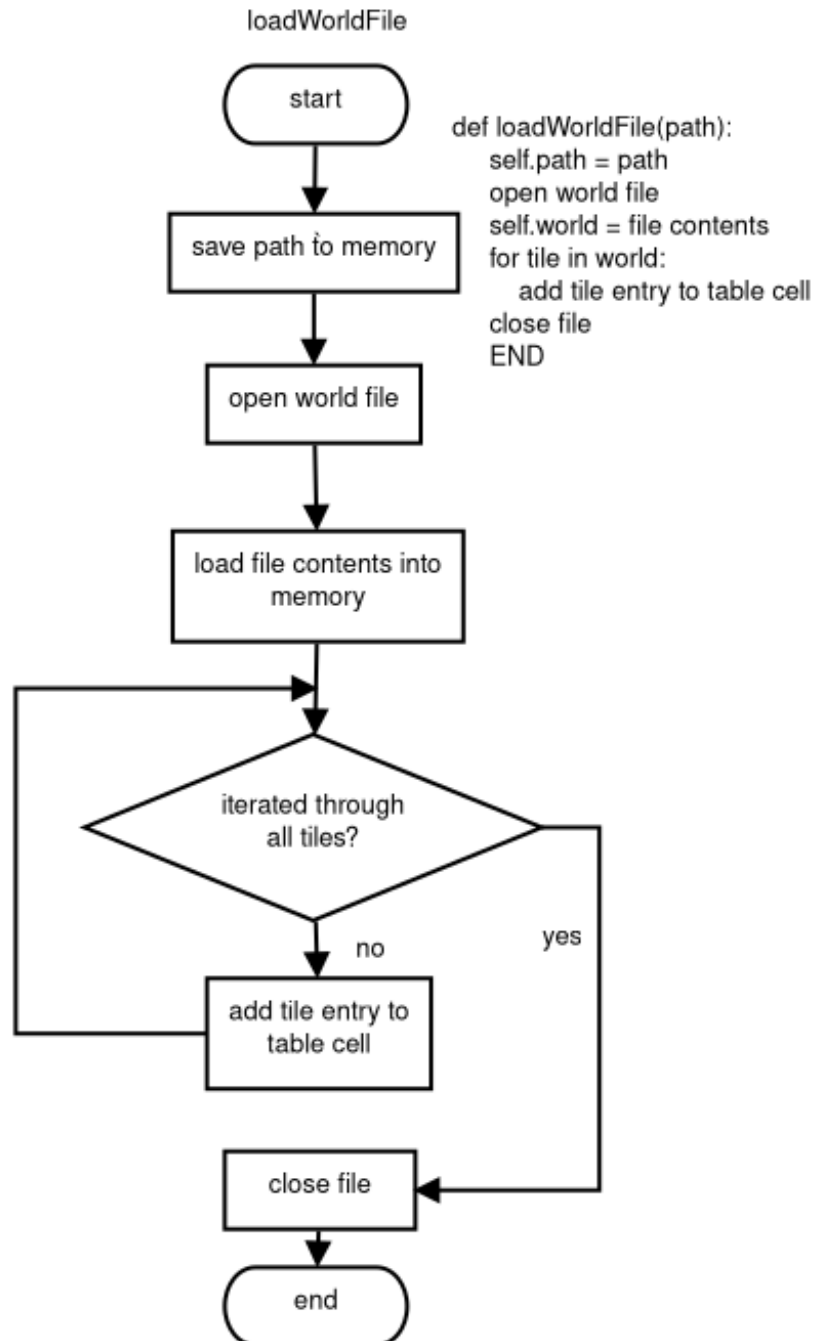 loadWorldFile
start
def loadWorldFile(path):
self.path = path
open world file
self.world = file contents
for tile in world:
add tile entry to table cell
close file
END
save path to memory
open world file
load file contents into
memory
iterated through
all tiles?
no
yes
add tile entry to
table cell
close file
end